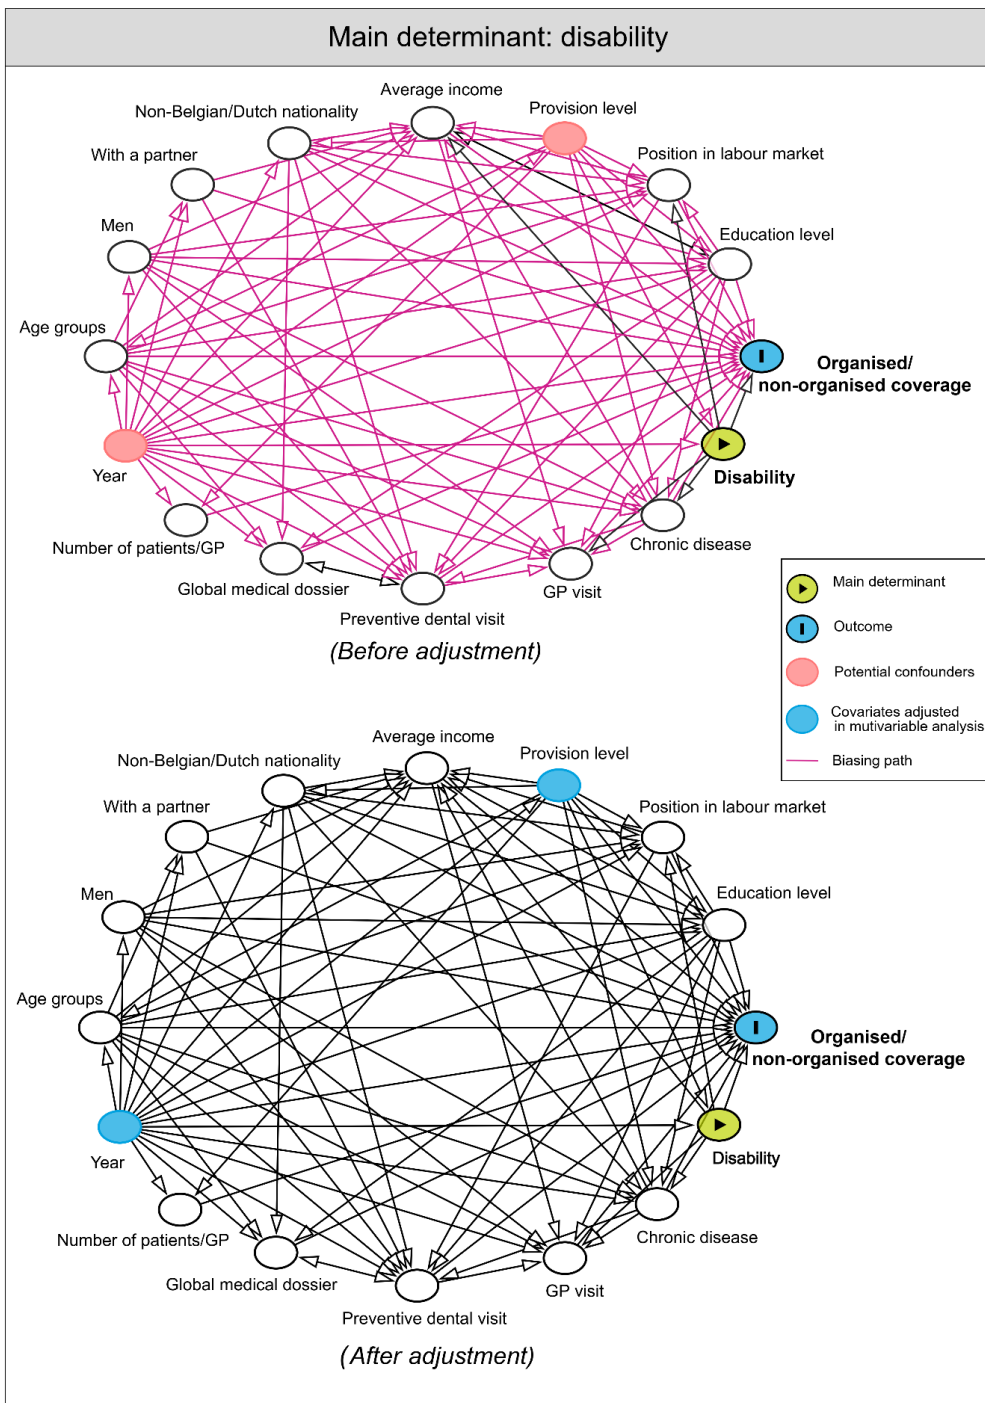 Main determinant: disability
Average income
Provision level
Non-Belgian/Dutch nationality
With a partner
Position in labour market
Men
Education level
Age groups
Organised/
non-organised coverage
Year
Disability
Number of patients/GP
Chronic disease
Global medical dossier
GP visit
Preventive dental visit
(Before adjustment)
Main determinant
Outcome
Potential confounders
Covariates adjusted
in mutivariable analysis
Biasing path
Average income
Provision level
Non-Belgian/Dutch nationality
With a partner
Position in labour market
Men
Education level
Age groups
Organised/
non-organised coverage
Year
Disability
Number of patients/GP
Chronic disease
Global medical dossier
GP visit
Preventive dental visit
(After adjustment)